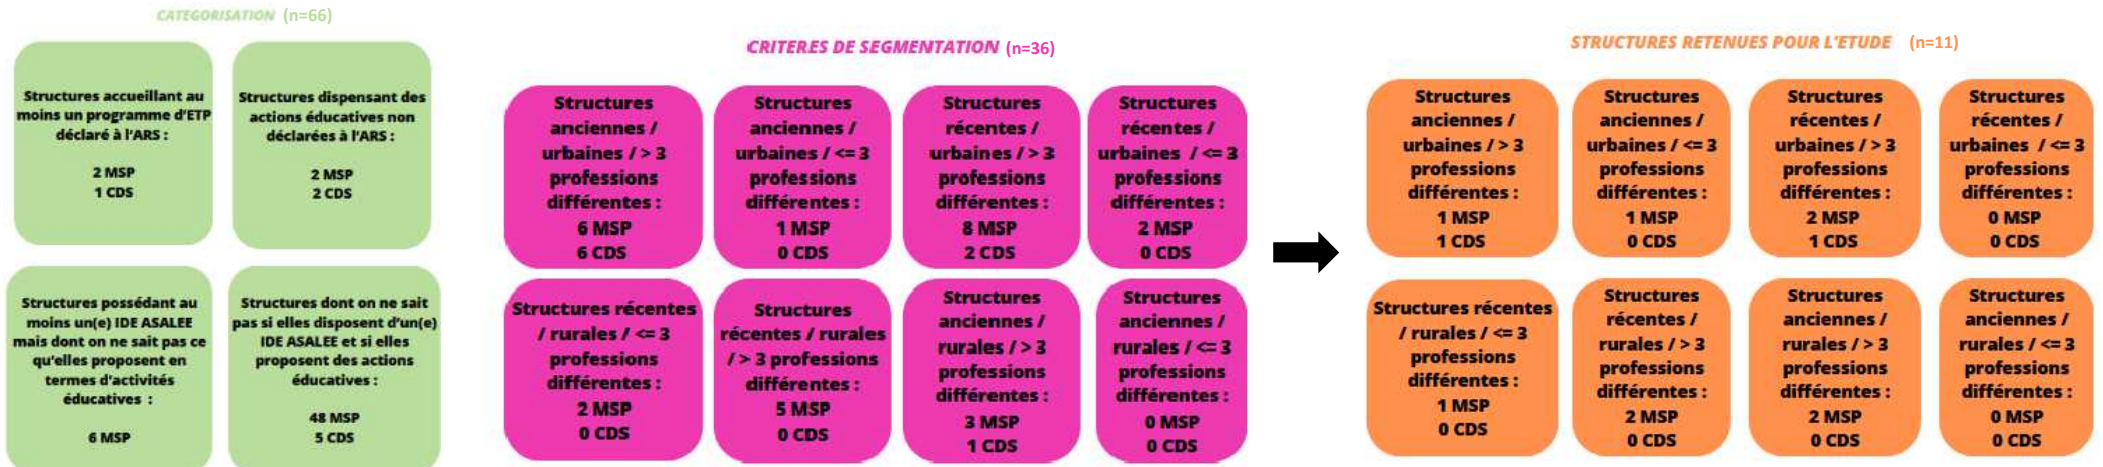 CATEGORISATION (n=66)
Structures accueillant au
moins un programme d'ETP
déclaré à l'ARS :
2 MSP
1 CDS
Structures dispensant des
actions éducatives non
déclarées à l'ARS :
2 MSP
2 CDS
Structures possédant au
moins un(e) IDE ASALEE
mais dont on ne sait pas ce
qu'elles proposent en
termes d'activités
éducatives :
6 MSP
Structures dont on ne sait
pas si elles disposent d'un(e)
IDE ASALEE et si elles
proposent des actions
éducatives :
48 MSP
5 CDS
CRITERES DE SEGMENTATION (n=36)
Structures
anciennes /
urbaines / > 3
professions
différentes :
6 MSP
6 CDS
Structures
anciennes /
urbaines / <= 3
professions
différentes :
1 MSP
0 CDS
Structures
récentes /
urbaines / > 3
professions
différentes :
8 MSP
2 CDS
Structures
récentes /
urbaines / <= 3
professions
différentes :
2 MSP
0 CDS
Structures récentes
/ rurales / <= 3
professions
différentes :
2 MSP
0 CDS
Structures
récentes / rurales
/ > 3 professions
différentes :
5 MSP
0 CDS
Structures
anciennes /
rurales / > 3
professions
différentes :
3 MSP
1 CDS
Structures
anciennes /
rurales / <= 3
professions
différentes :
0 MSP
0 CDS
STRUCTURES RETENUES POUR L'ETUDE (n=11)
Structures
anciennes /
urbaines / > 3
professions
différentes :
1 MSP
1 CDS
Structures
anciennes /
urbaines / <= 3
professions
différentes :
1 MSP
0 CDS
Structures
récentes /
urbaines / > 3
professions
différentes :
2 MSP
1 CDS
Structures
récentes /
urbaines / <= 3
professions
différentes :
0 MSP
0 CDS
Structures récentes
/ rurales / <= 3
professions
différentes :
1 MSP
0 CDS
Structures
récentes /
rurales / > 3
professions
différentes :
2 MSP
0 CDS
Structures
anciennes /
rurales / > 3
professions
différentes :
2 MSP
0 CDS
Structures
anciennes /
rurales / <= 3
professions
différentes :
0 MSP
0 CDS